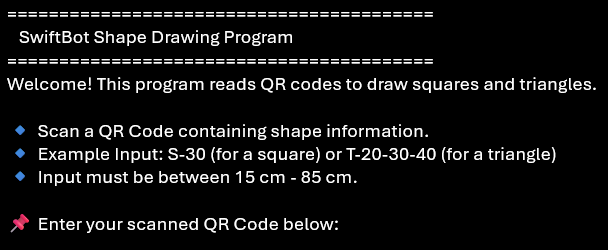 ========================================
SwiftBot Shape Drawing Program
========================================
Welcome! This program reads QR codes to draw squares and triangles.
🔹 Scan a QR Code containing shape information.
🔹 Example Input: S-30 (for a square) or T-20-30-40 (for a triangle)
🔹 Input must be between 15 cm - 85 cm.
📌 Enter your scanned QR Code below: